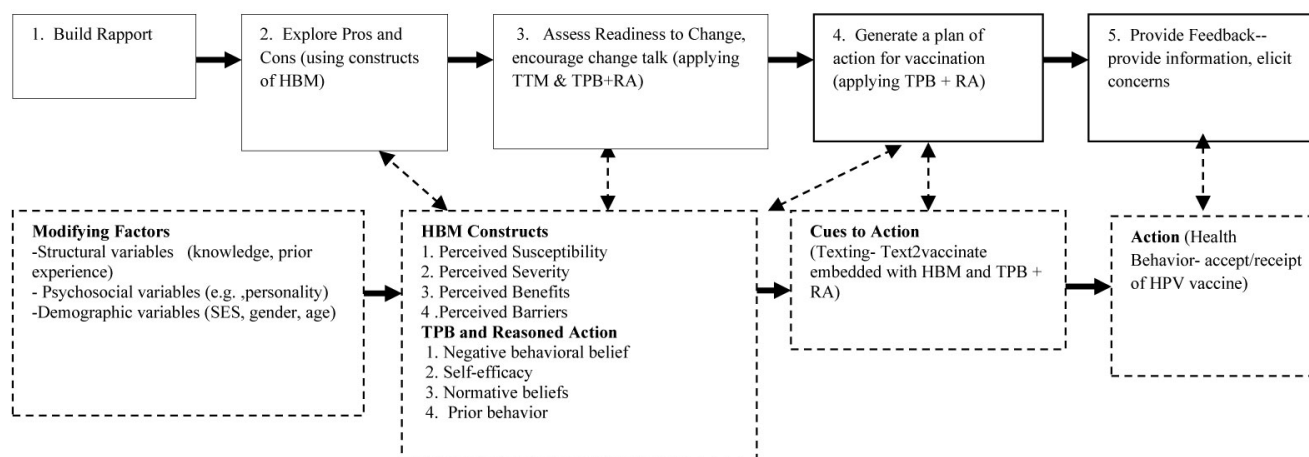 1. Build Rapport
2. Explore Pros and
Cons (using constructs
of HBM)
3. Assess Readiness to Change,
encourage change talk (applying
TTM & TPB+RA)
4. Generate a plan of
action for vaccination
(applying TPB + RA)
5. Provide Feedback--
provide information, elicit
concerns
Modifying Factors
-Structural variables (knowledge, prior
experience)
- Psychosocial variables (e.g. ,personality)
-Demographic variables (SES, gender, age)
HBM Constructs
1. Perceived Susceptibility
2. Perceived Severity
3. Perceived Benefits
4 .Perceived Barriers
TPB and Reasoned Action
1. Negative behavioral belief
2. Self-efficacy
3. Normative beliefs
4. Prior behavior
Cues to Action
(Texting- Text2vaccinate
embedded with HBM and TPB +
RA)
Action (Health
Behavior- accept/receipt
of HPV vaccine)